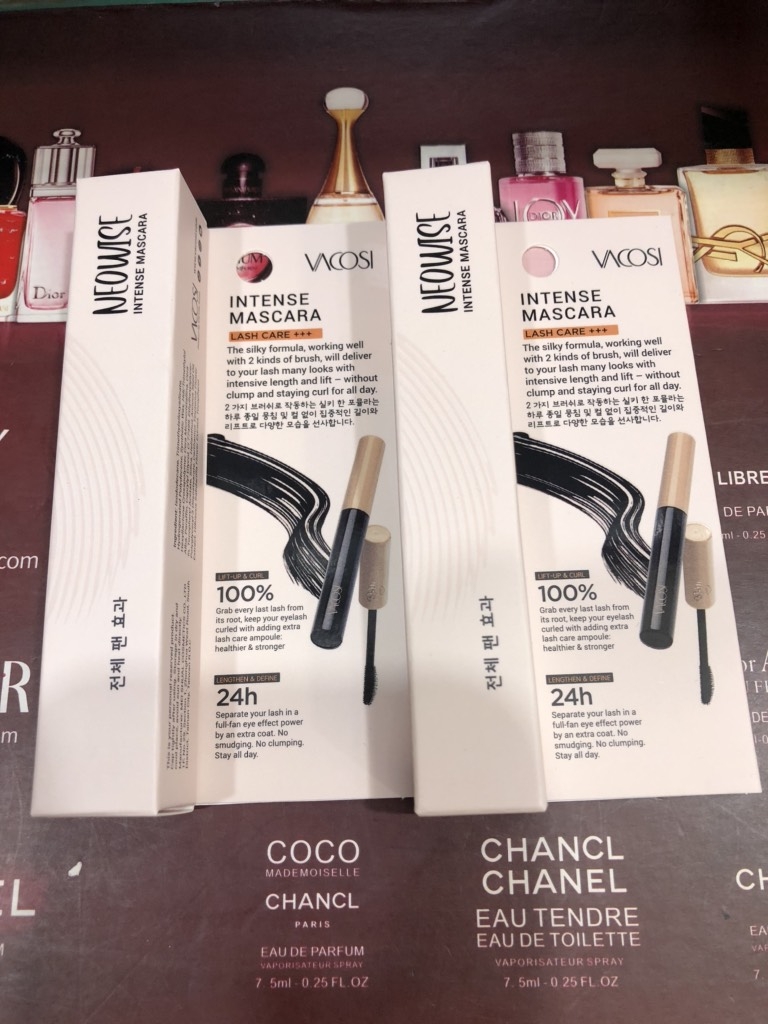 Dior
JOY
DIOR
NEOWISE
INTENSE MASCARA
VACOSI
전체 팬 효과
VACOSI
INTENSE
MASCARA
LASH CARE +++
The silky formula, working well
with 2 kinds of brush, will deliver
to your lash many looks with
intensive length and lift – without
clump and staying curl for all day.
2 가지 브러쉬로 작동하는 실키 한 포뮬라는
하루 종일 뭉침 및 컬 없이 집중적인 길이와
리프트로 다양한 모습을 선사합니다.
VACOSI
LIFT-UP & CURL
100%
Grab every last lash from
its root, keep your eyelash
curled with adding extra
lash care ampoule:
healthier & stronger
LENGTHEN & DEFINE
24h
Separate your lash in a
full-fan eye effect power
by an extra coat. No
smudging. No clumping.
Stay all day.
NEOWISE
INTENSE MASCARA
전체 팬 효과
VACOSI
INTENSE
MASCARA
LASH CARE +++
The silky formula, working well
with 2 kinds of brush, will deliver
to your lash many looks with
intensive length and lift – without
clump and staying curl for all day.
2 가지 브러쉬로 작동하는 실키 한 포뮬라는
하루 종일 뭉침 및 컬 없이 집중적인 길이와
리프트로 다양한 모습을 선사합니다.
VACOSI
LIFT-UP & CURL
100%
Grab every last lash from
its root, keep your eyelash
curled with adding extra
lash care ampoule:
healthier & stronger
LENGTHEN & DEFINE
24h
Separate your lash in a
full-fan eye effect power
by an extra coat. No
smudging. No clumping.
Stay all day.
LIBRE
DE PA
ml - 0.25
.com
R
EL
COCO
MADEMOISELLE
CHANCL
PARIS
EAU DE PARFUM
VAPORISATEUR SPRAY
7. 5ml - 0.25 FL.OZ
CHANCL
CHANEL
EAU TENDRE
EAU DE TOILETTE
VAPORISATEUR SPRAY
7. 5ml - 0.25 FL.OZ
CH